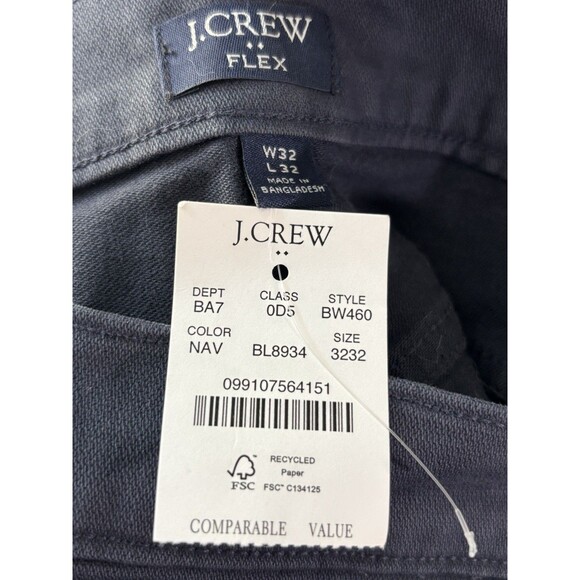 J.CREW
FLEX
W32
L32
MADE IN
BANGLADESH
J.CREW
DEPT CLASS STYLE
BA7 0D5 BW460
COLOR SIZE
NAV BL8934 3232
099107564151
RECYCLED
Paper
FSC FSC™ C134125
COMPARABLE VALUE